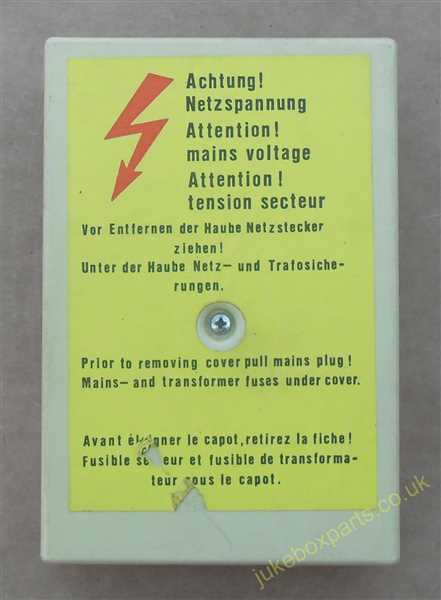 Achtung!
Netzspannung
Attention!
mains voltage
Attention!
tension secteur
Vor Entfernen der Haube Netzstecker
ziehen!
Unter der Haube Netz- und Trafosiche-
rungen.
Prior to removing cover pull mains plug!
Mains- and transformer fuses under cover.
Avant le capot, retirez la fiche!
Fusible et fusible de transforma-
teur sous le capot.
jukeboxparts.co.uk